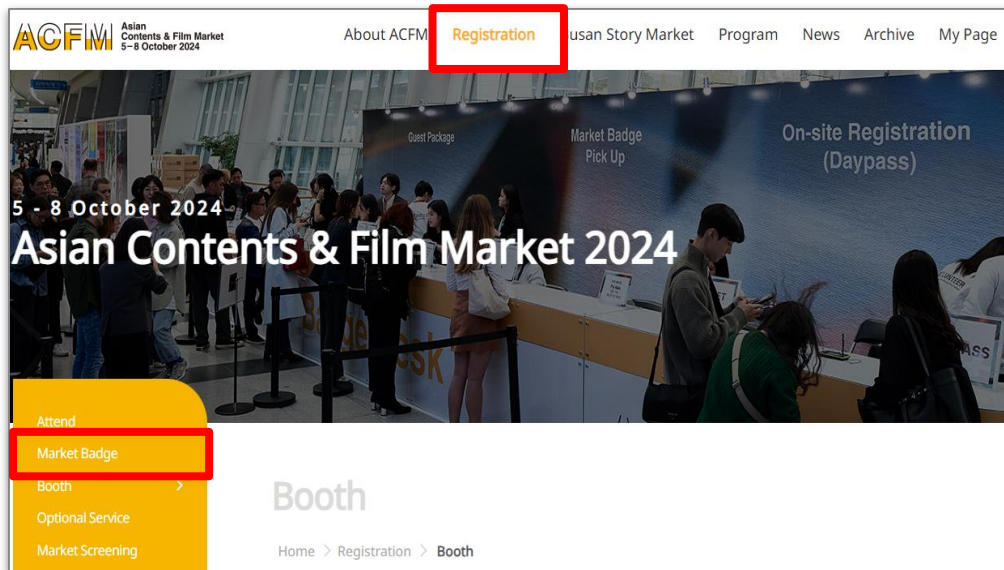 ACFM
Asian
Contents & Film Market
5–8 October 2024
About ACFM Registration usan Story Market Program News Archive My Page
Guest Package
Market Badge
Pick Up
On-site Registration
(Daypass)
5 - 8 October 2024
Asian Contents & Film Market 2024
Badge Desk
Attend
Market Badge
Booth >
Optional Service
Market Screening
Booth
Home > Registration > Booth